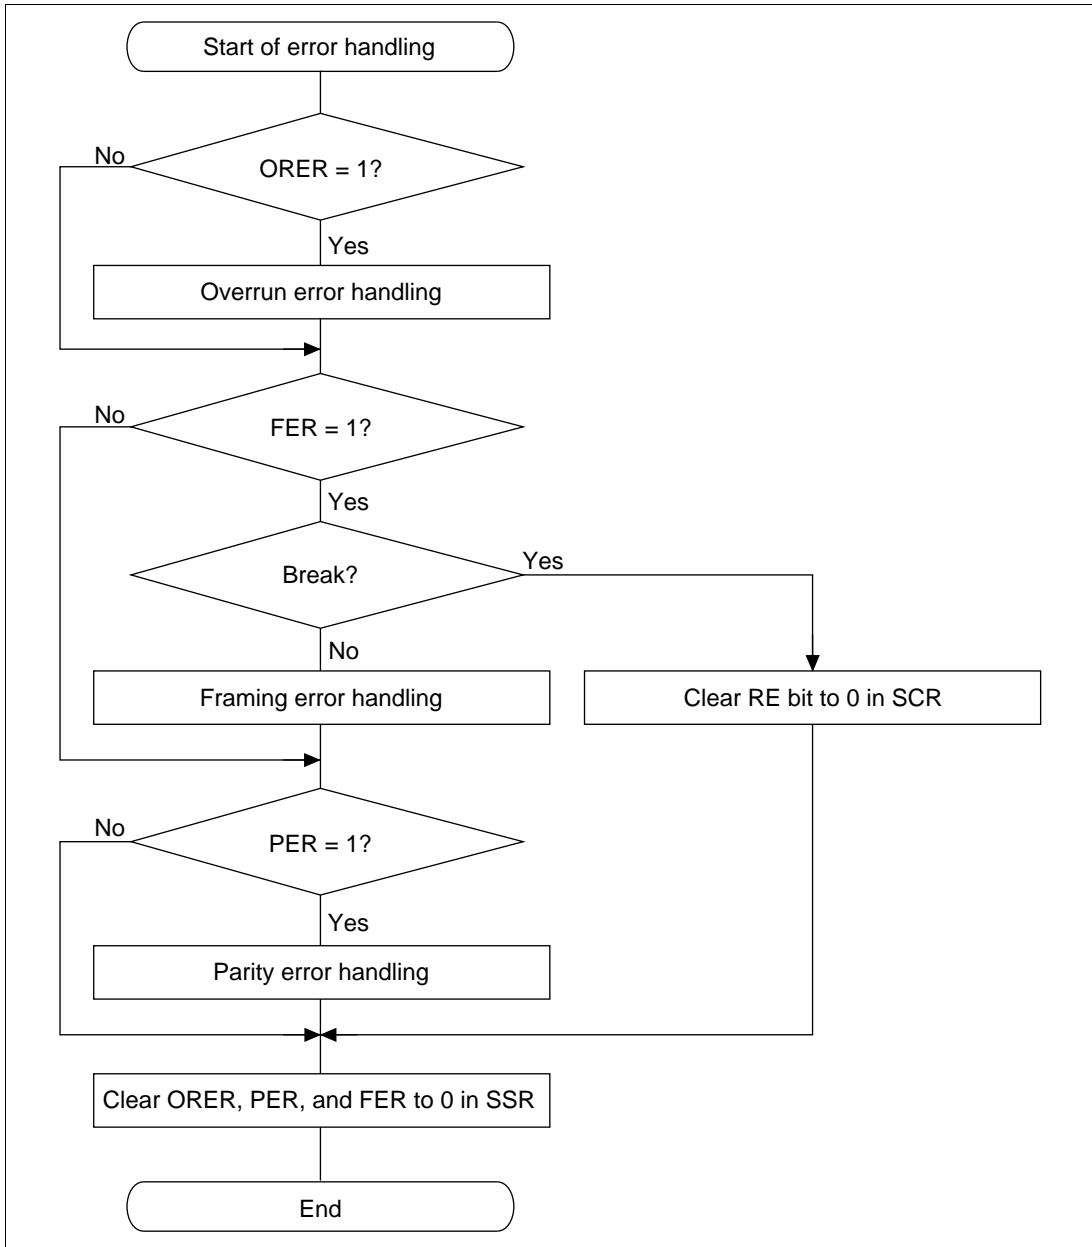 Start of error handling
No
ORER = 1?
Yes
Overrun error handling
No
FER = 1?
Yes
Break?
Yes
No
Framing error handling
Clear RE bit to 0 in SCR
No
PER = 1?
Yes
Parity error handling
Clear ORER, PER, and FER to 0 in SSR
End